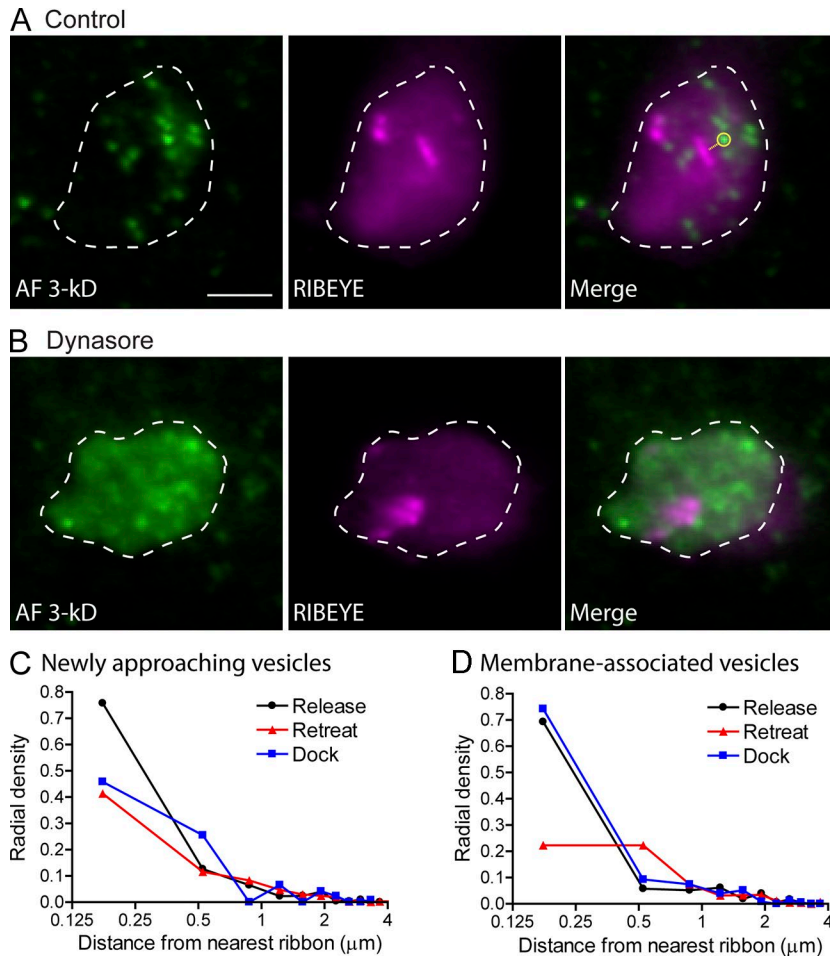 A Control
AF 3-kD
RIBEYE
Merge
B Dynasore
AF 3-kD
RIBEYE
Merge
C Newly approaching vesicles
0.8
0.7
0.6
0.5
0.4
0.3
0.2
0.1
0.0
Radial density
Release
Retreat
Dock
0.125 0.25 0.5 1 2 4
Distance from nearest ribbon (μm)
D Membrane-associated vesicles
0.8
0.7
0.6
0.5
0.4
0.3
0.2
0.1
0.0
Radial density
Release
Retreat
Dock
0.125 0.25 0.5 1 2 4
Distance from nearest ribbon (μm)